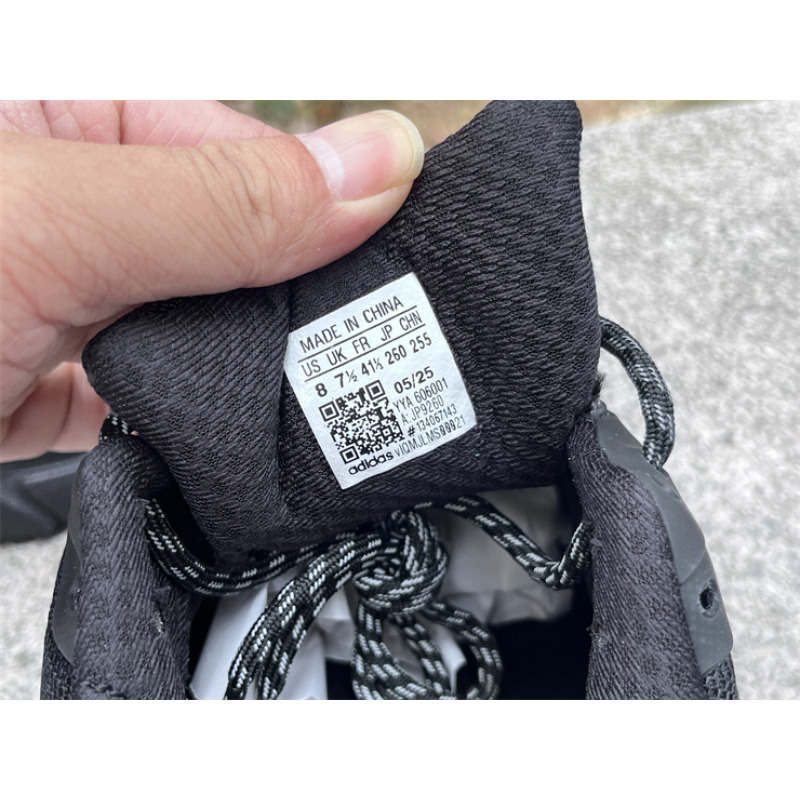 MADE IN CHINA
US UK FR JP CHN
8 7½ 41⅓ 260 255
05/25
YYA 606001
A: JP9260
# 134067143
adidas vIQMJLMS99921